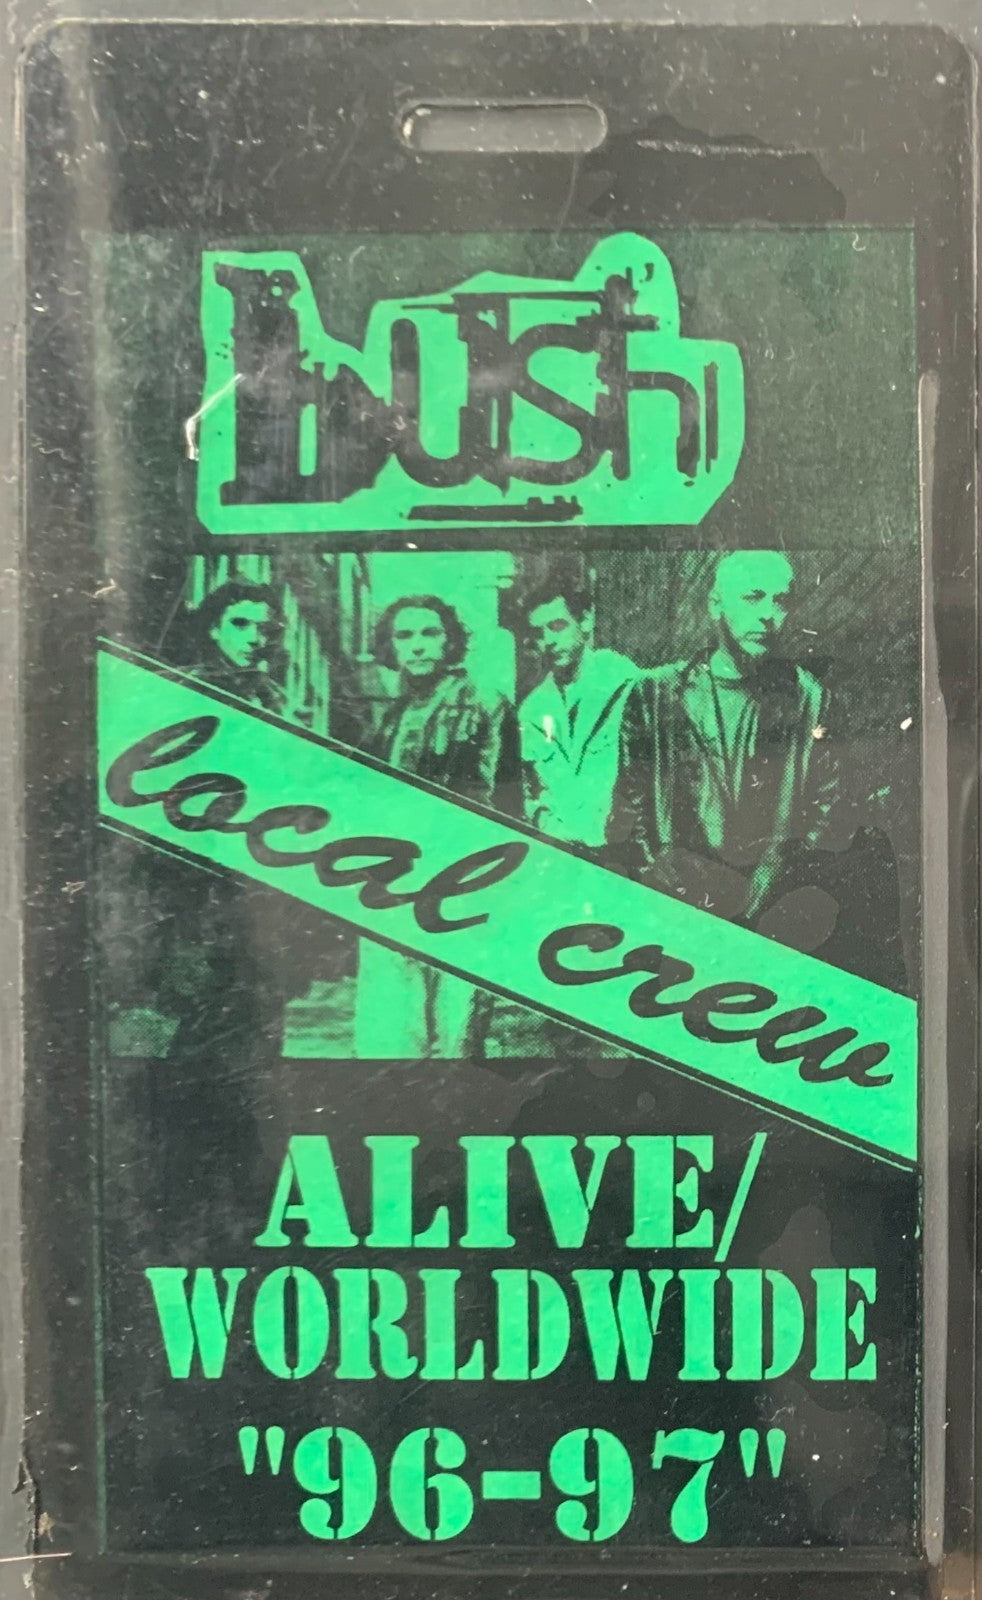 bush
local crew
ALIVE/
WORLDWIDE
"96-97"